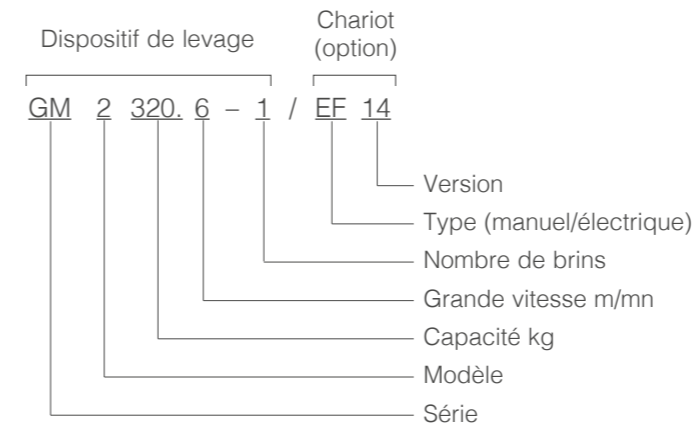 Dispositif de levage
Chariot
(option)
GM 2 320. 6 – 1 / EF 14
Version
Type (manuel/électrique)
Nombre de brins
Grande vitesse m/mn
Capacité kg
Modèle
Série